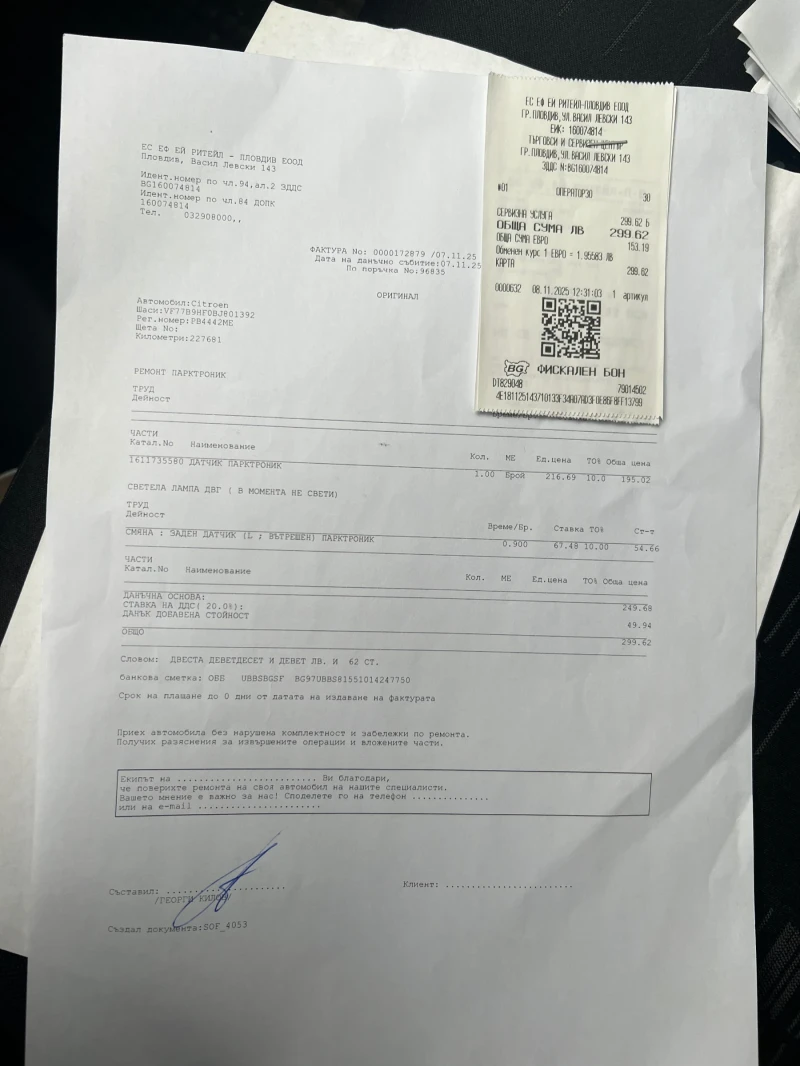 ЕС ЕФ ЕЙ РИТЕЙЛ - ПЛОВДИВ ЕООД
Пловдив, Васил Левски 143
Идент.номер по чл.94,ал.2 ЗДДС
BG160074814
Идент.номер по чл.84 ДОПК
160074814
Тел. 032908000,,
ФАКТУРА No: 0000172879 /07.11.25
Дата на данъчно събитие:07.11.25
По поръчка No:96835
ОРИГИНАЛ
Автомобил:Citroen
Шаси:VF77B9HF0BJ801392
Рег.номер:PB4442ME
Щета No:
Километри:227681
РЕМОНТ ПАРКТРОНИК
ТРУД
Дейност
ЧАСТИ
Катал.No Наименование Кол. МЕ Ед.цена ТО% Обща цена
1611735580 ДАТЧИК ПАРКТРОНИК 1.00 Брой 216.69 10.0 195.02
СВЕТЕЛА ЛАМПА ДВГ ( В МОМЕНТА НЕ СВЕТИ)
ТРУД
Дейност Време/Бр. Ставка ТО% Ст-т
СМЯНА : ЗАДЕН ДАТЧИК (L ; ВЪТРЕШЕН) ПАРКТРОНИК 0.900 67.48 10.00 54.66
ЧАСТИ
Катал.No Наименование Кол. МЕ Ед.цена ТО% Обща цена
ДАНЪЧНА ОСНОВА: 249.68
СТАВКА НА ДДС( 20.0%):
ДАНЪК ДОБАВЕНА СТОЙНОСТ 49.94
ОБЩО 299.62
Словом: ДВЕСТА ДЕВЕТДЕСЕТ И ДЕВЕТ ЛВ. И 62 СТ.
банкова сметка: ОББ UBBSBGSF BG97UBBS81551014247750
Срок на плащане до 0 дни от датата на издаване на фактурата
Приех автомобила без нарушена комплектност и забележки по ремонта.
Получих разяснения за извършените операции и вложените части.
Екипът на .......................... Ви благодари,
че поверихте ремонта на своя автомобил на нашите специалисти.
Вашето мнение е важно за нас! Споделете го на телефон ..............
или на e-mail ......................
Съставил: ...................... Клиент: .......................
/ГЕОРГИ
Създал документа:SOF_4053
ЕС ЕФ ЕЙ РИТЕЙЛ-ПЛОВДИВ ЕООД
ГР.ПЛОВДИВ,УЛ.ВАСИЛ ЛЕВСКИ 143
ЕИК: 160074814
ТЪРГОВСКИ И СЕРВИЗЕН ЦЕНТЪР
ГР.ПЛОВДИВ,УЛ.ВАСИЛ ЛЕВСКИ 143
ЗДДС N:BG160074814
#01 ОПЕРАТОР30 30
СЕРВИЗНА УСЛУГА 299.62 Б
ОБЩА СУМА ЛВ 299.62
ОБЩА СУМА ЕВРО 153.19
Обменен курс 1 ЕВРО = 1.95583 ЛВ
КАРТА 299.62
0000632 08.11.2025 12:31:03 1 артикул
BG ФИСКАЛЕН БОН
DT829048 79014502